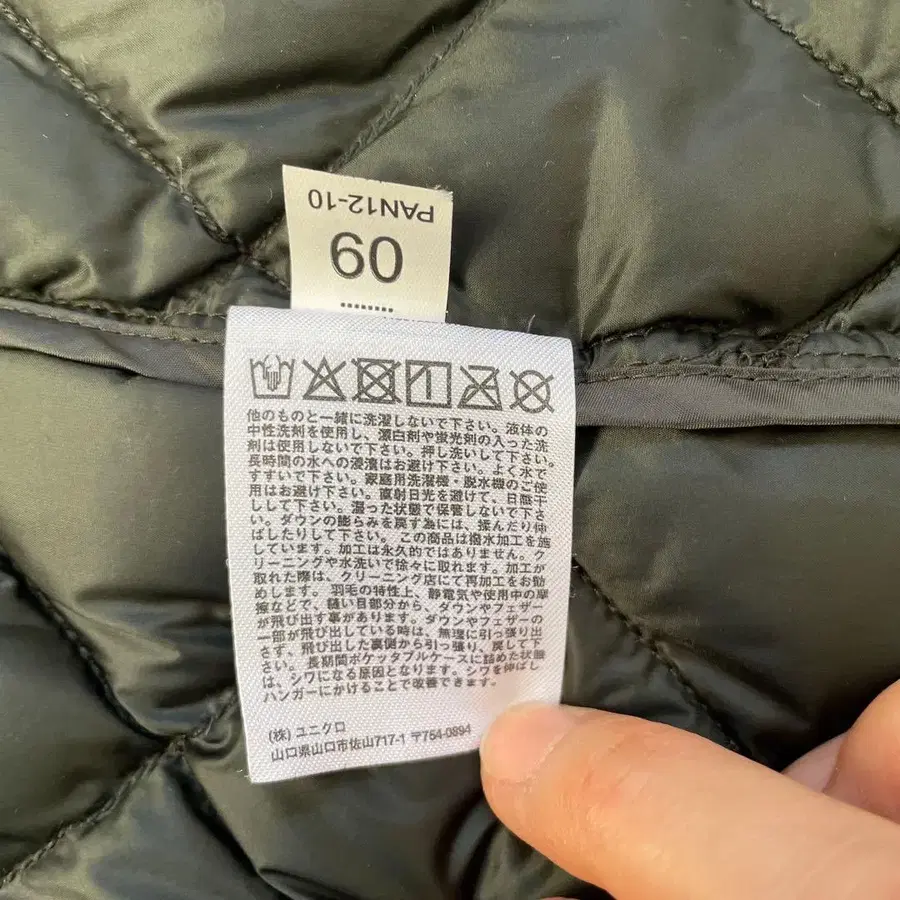 PAN12-10
09
他のものと一緒に洗濯しないで下さい。液体の
中性洗剤を使用し、漂白剤や蛍光剤の入った洗
剤は使用しないで下さい。押し洗いして下さい。
長時間の水への浸漬はお避け下さい。よく水で
すすいで下さい。家庭用洗濯機・脱水機のご使
用はお避け下さい。直射日光を避けて、日陰干
しして下さい。湿った状態で保管しないで下さ
い。ダウンの膨らみを戻す為には、揉んだり伸
ばしたりして下さい。この商品は撥水加工を施
しています。加工は永久的ではありません。ク
リーニングや水洗いで徐々に取れます。加工が
取れた際は、クリーニング店にて再加工をお勧
めします。羽毛の特性上、静電気や使用中の摩
擦などで、縫い目部分から、ダウンやフェザー
が飛び出す事があります。ダウンやフェザーの
一部が飛び出している時は、無理に引っ張り出
さず、飛び出した裏側から引っ張り、戻して下
さい。長期間ポケッタブルケースに詰めた状態
は、シワになる原因となります。シワを伸ばし
ハンガーにかけることで改善できます。
(株) ユニクロ
山口県山口市佐山717-1 〒754-0894